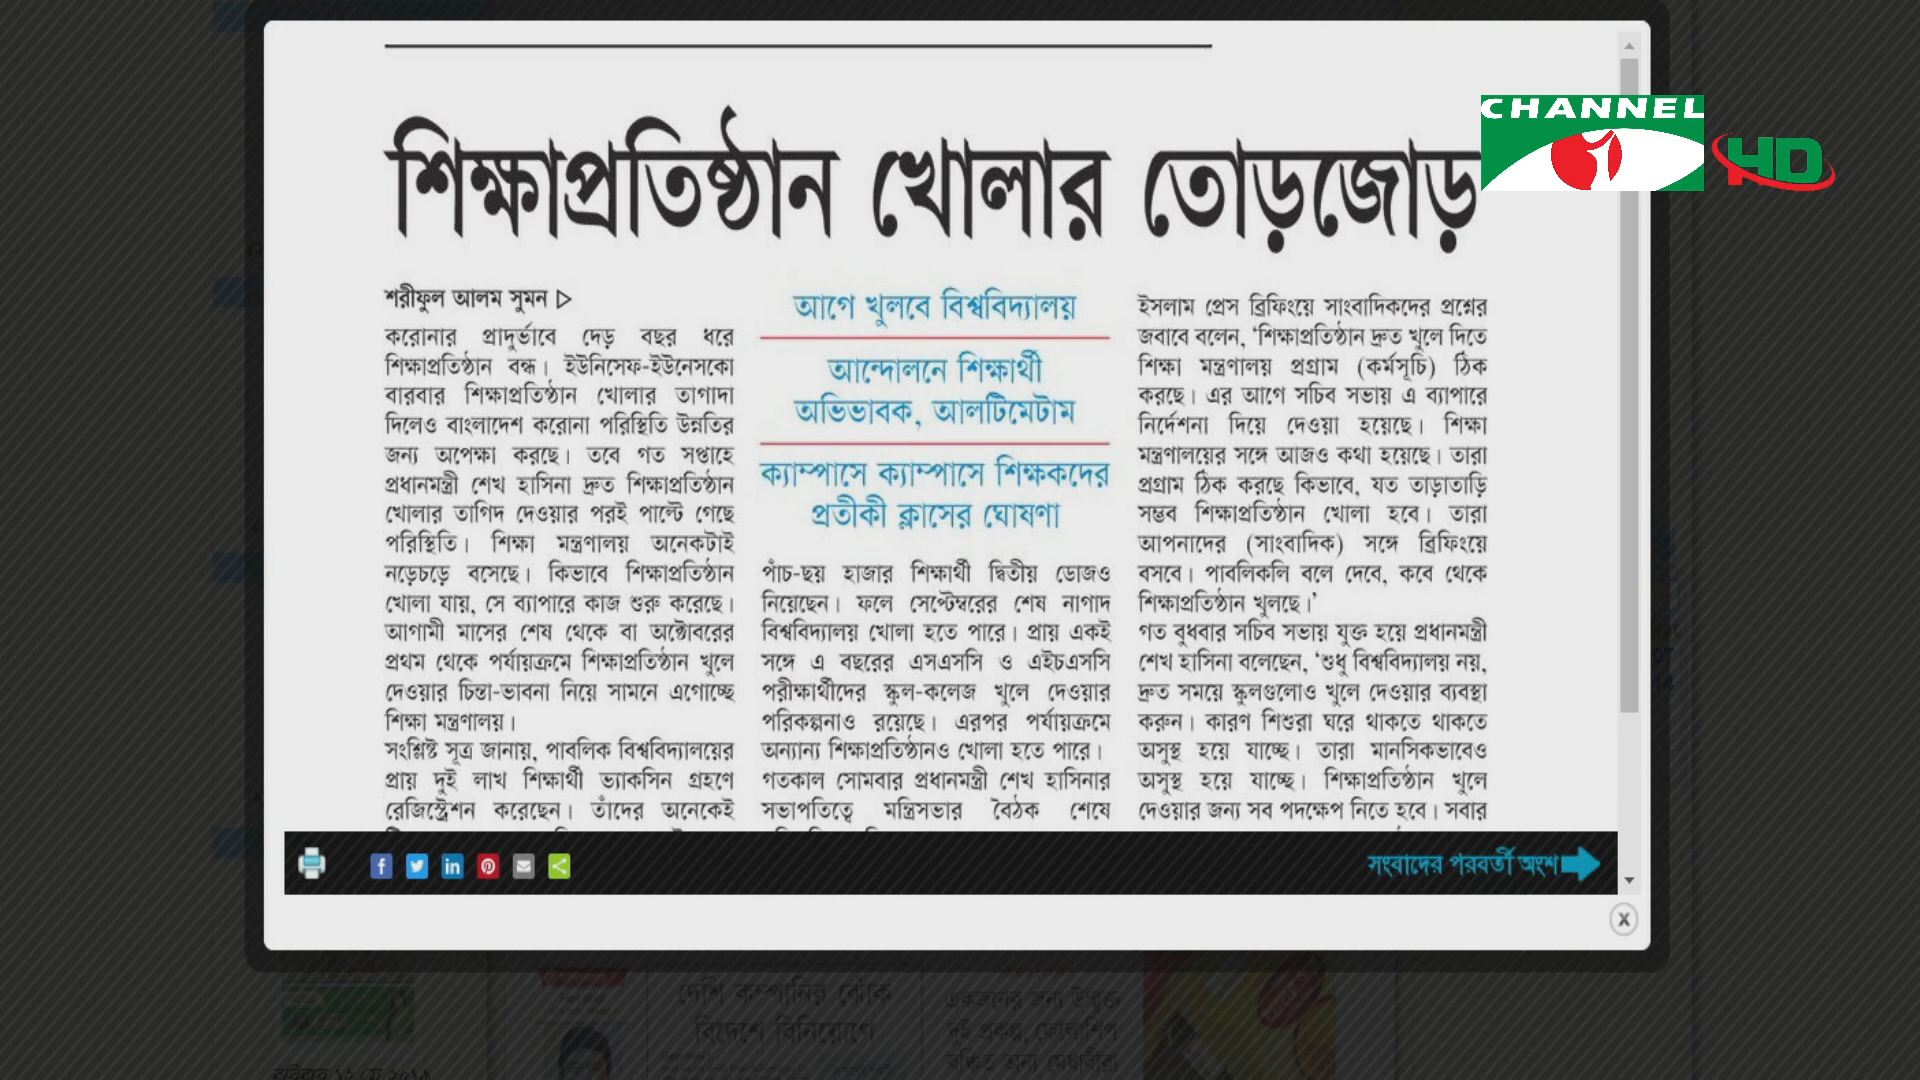 CHANNEL
i
HD
শিক্ষাপ্রতিষ্ঠান খোলার তোড়জোড়
শরীফুল আলম সুমন ▷
করোনার প্রাদুর্ভাবে দেড় বছর ধরে
শিক্ষাপ্রতিষ্ঠান বন্ধ। ইউনিসেফ-ইউনেসকো
বারবার শিক্ষাপ্রতিষ্ঠান খোলার তাগাদা
দিলেও বাংলাদেশ করোনা পরিস্থিতি উন্নতির
জন্য অপেক্ষা করছে। তবে গত সপ্তাহে
প্রধানমন্ত্রী শেখ হাসিনা দ্রুত শিক্ষাপ্রতিষ্ঠান
খোলার তাগিদ দেওয়ার পরই পাল্টে গেছে
পরিস্থিতি। শিক্ষা মন্ত্রণালয় অনেকটাই
নড়েচড়ে বসেছে। কিভাবে শিক্ষাপ্রতিষ্ঠান
খোলা যায়, সে ব্যাপারে কাজ শুরু করেছে।
আগামী মাসের শেষ থেকে বা অক্টোবরের
প্রথম থেকে পর্যায়ক্রমে শিক্ষাপ্রতিষ্ঠান খুলে
দেওয়ার চিন্তা-ভাবনা নিয়ে সামনে এগোচ্ছে
শিক্ষা মন্ত্রণালয়।
সংশ্লিষ্ট সূত্র জানায়, পাবলিক বিশ্ববিদ্যালয়ের
প্রায় দুই লাখ শিক্ষার্থী ভ্যাকসিন গ্রহণে
রেজিস্ট্রেশন করেছেন। তাঁদের অনেকেই
আগে খুলবে বিশ্ববিদ্যালয়
আন্দোলনে শিক্ষার্থী
অভিভাবক, আলটিমেটাম
ক্যাম্পাসে ক্যাম্পাসে শিক্ষকদের
প্রতীকী ক্লাসের ঘোষণা
পাঁচ-ছয় হাজার শিক্ষার্থী দ্বিতীয় ডোজও
নিয়েছেন। ফলে সেপ্টেম্বরের শেষ নাগাদ
বিশ্ববিদ্যালয় খোলা হতে পারে। প্রায় একই
সঙ্গে এ বছরের এসএসসি ও এইচএসসি
পরীক্ষার্থীদের স্কুল-কলেজ খুলে দেওয়ার
পরিকল্পনাও রয়েছে। এরপর পর্যায়ক্রমে
অন্যান্য শিক্ষাপ্রতিষ্ঠানও খোলা হতে পারে।
গতকাল সোমবার প্রধানমন্ত্রী শেখ হাসিনার
সভাপতিত্বে মন্ত্রিসভার বৈঠক শেষে
ইসলাম প্রেস ব্রিফিংয়ে সাংবাদিকদের প্রশ্নের
জবাবে বলেন, ‘শিক্ষাপ্রতিষ্ঠান দ্রুত খুলে দিতে
শিক্ষা মন্ত্রণালয় প্রগ্রাম (কর্মসূচি) ঠিক
করছে। এর আগে সচিব সভায় এ ব্যাপারে
নির্দেশনা দিয়ে দেওয়া হয়েছে। শিক্ষা
মন্ত্রণালয়ের সঙ্গে আজও কথা হয়েছে। তারা
প্রগ্রাম ঠিক করছে কিভাবে, যত তাড়াতাড়ি
সম্ভব শিক্ষাপ্রতিষ্ঠান খোলা হবে। তারা
আপনাদের (সাংবাদিক) সঙ্গে ব্রিফিংয়ে
বসবে। পাবলিকলি বলে দেবে, কবে থেকে
শিক্ষাপ্রতিষ্ঠান খুলছে।’
গত বুধবার সচিব সভায় যুক্ত হয়ে প্রধানমন্ত্রী
শেখ হাসিনা বলেছেন, ‘শুধু বিশ্ববিদ্যালয় নয়,
দ্রুত সময়ে স্কুলগুলোও খুলে দেওয়ার ব্যবস্থা
করুন। কারণ শিশুরা ঘরে থাকতে থাকতে
অসুস্থ হয়ে যাচ্ছে। তারা মানসিকভাবেও
অসুস্থ হয়ে যাচ্ছে। শিক্ষাপ্রতিষ্ঠান খুলে
দেওয়ার জন্য সব পদক্ষেপ নিতে হবে। সবার
সংবাদের পরবর্তী অংশ
X
দেশি কম্পানির ঝোঁক
বিদেশে বিনিয়োগে
একজনের জন্য উন্মুক্ত
দুই প্রকল্প, ফেলোশিপ
বঞ্চিত অন্য মেধাবীরা